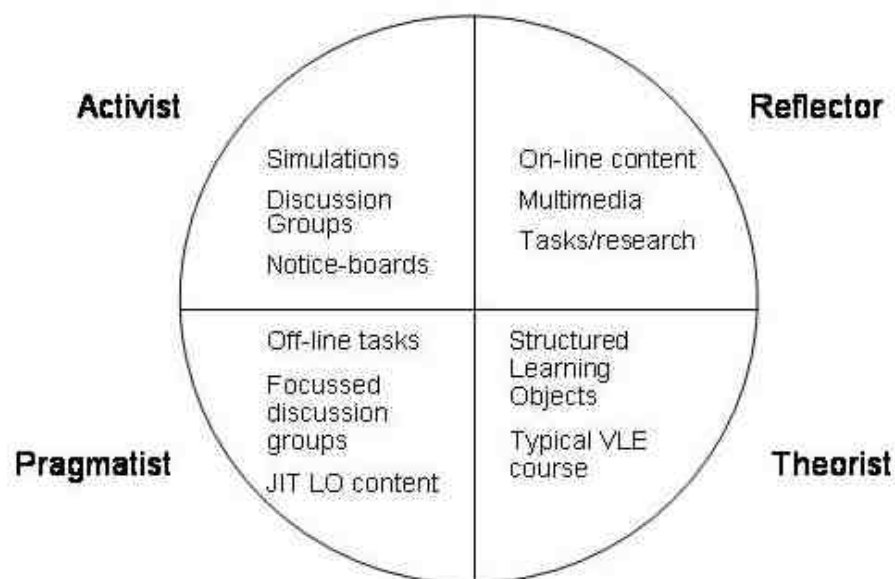 Activist
Reflector
Simulations
Discussion
Groups
Notice-boards
On-line content
Multimedia
Tasks/research
Off-line tasks
Focussed
discussion
groups
JIT LO content
Structured
Learning
Objects
Typical VLE
course
Pragmatist
Theorist